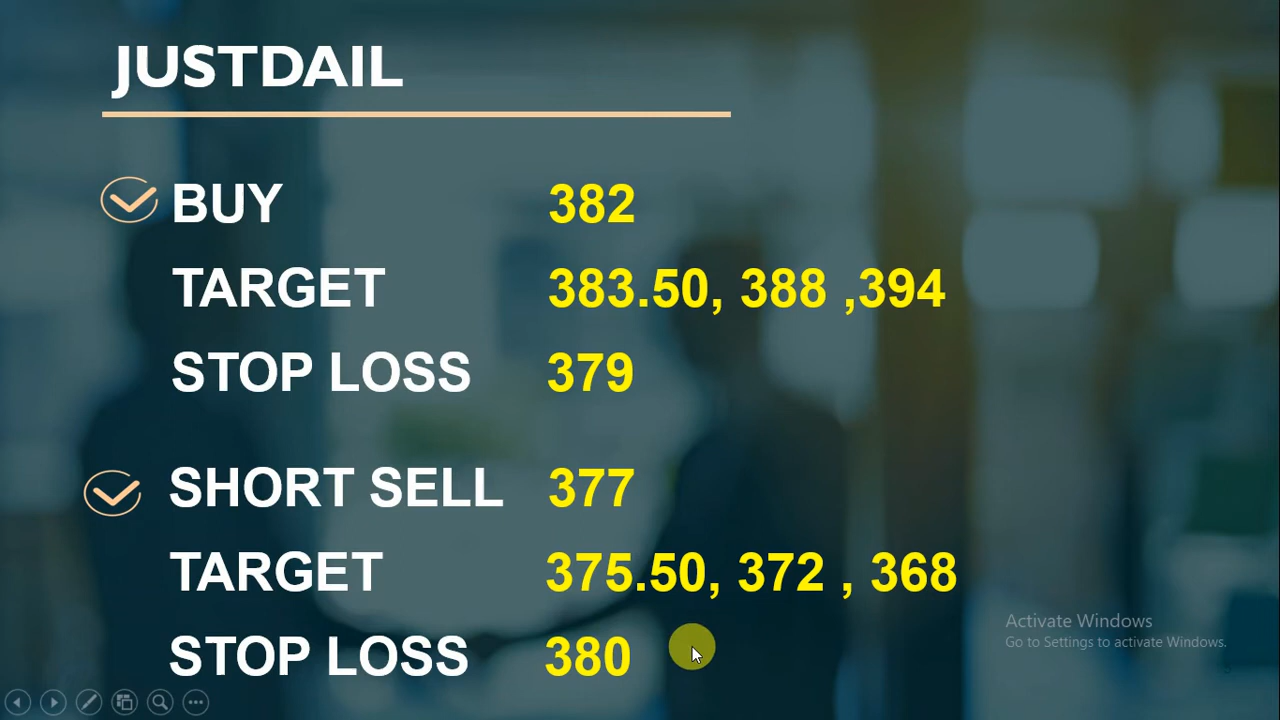 JUSTDAIL
BUY 382
TARGET 383.50, 388 ,394
STOP LOSS 379
SHORT SELL 377
TARGET 375.50, 372 , 368
STOP LOSS 380
Activate Windows
Go to Settings to activate Windows.